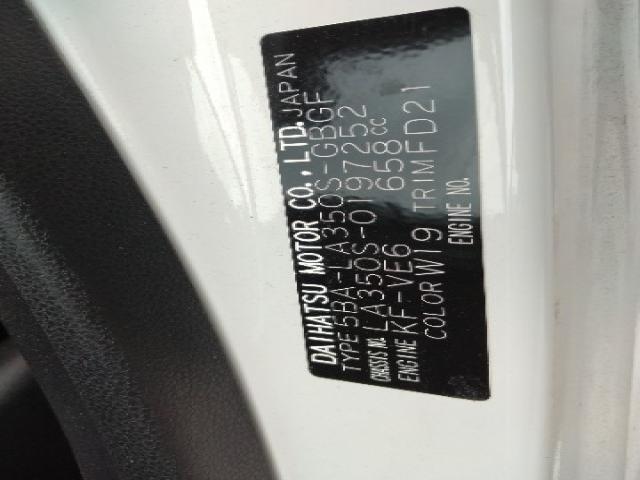 DAIHATSU MOTOR CO., LTD. JAPAN
TYPE 5BA-LA350S-GBGF
CHASSIS NO. LA350S-0197252
ENGINE KF-VE6 658cc
COLOR W19 TRIM FD21
ENGINE NO.